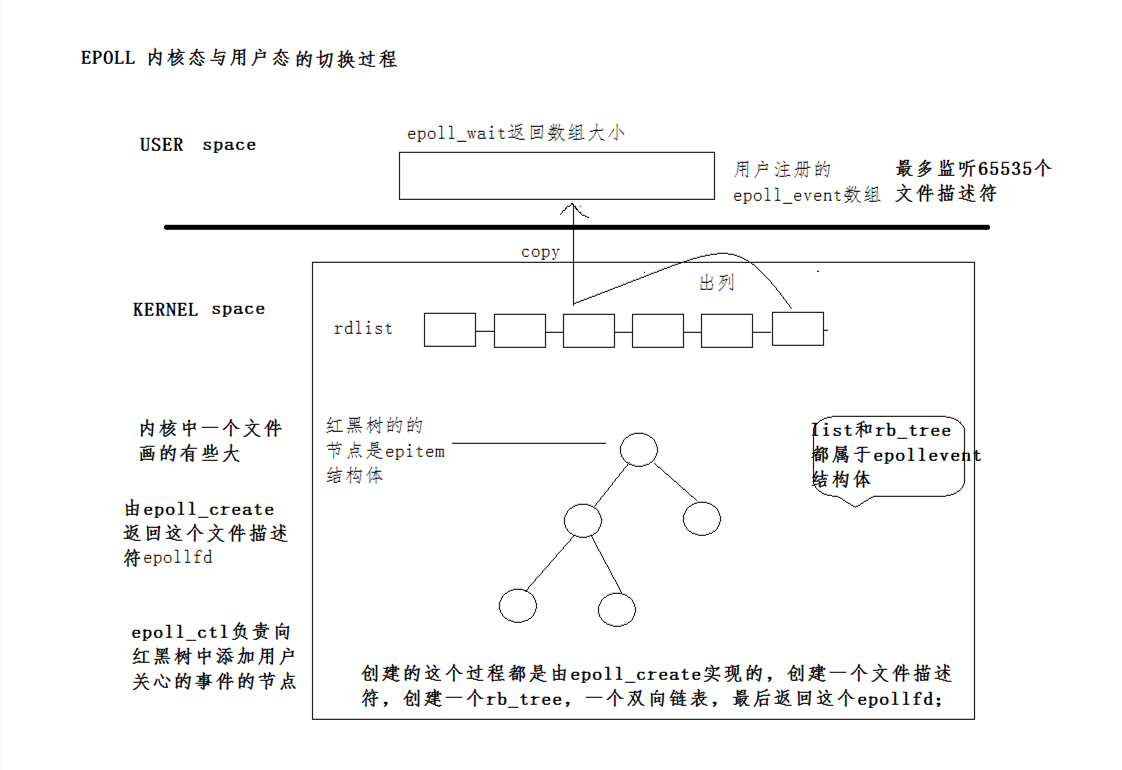 EPOLL 内核态与用户态的切换过程
epoll_wait返回数组大小
USER space
用户注册的
epoll_event数组
最多监听65535个
文件描述符
copy
出列
KERNEL space
rdlist
内核中一个文件
画的有些大
红黑树的的
节点是epitem
结构体
list和rb_tree
都属于epollevent
结构体
由epoll_create
返回这个文件描述
符epollfd
epoll_ctl负责向
红黑树中添加用户
关心的事件的节点
创建的这个过程都是由epoll_create实现的，创建一个文件描述
符，创建一个rb_tree，一个双向链表，最后返回这个epollfd；